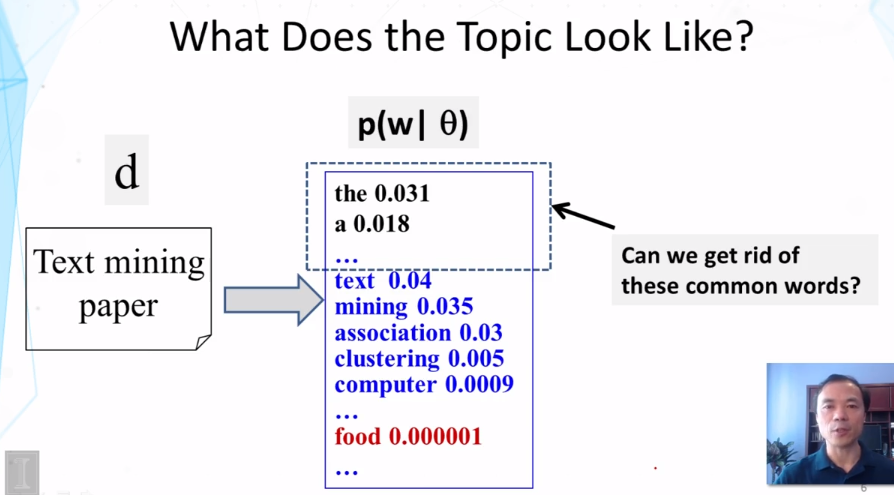 What Does the Topic Look Like?
p(w| θ)
d
Text mining
paper
the 0.031
a 0.018
...
text 0.04
mining 0.035
association 0.03
clustering 0.005
computer 0.0009
...
food 0.000001
...
Can we get rid of
these common words?
I
6